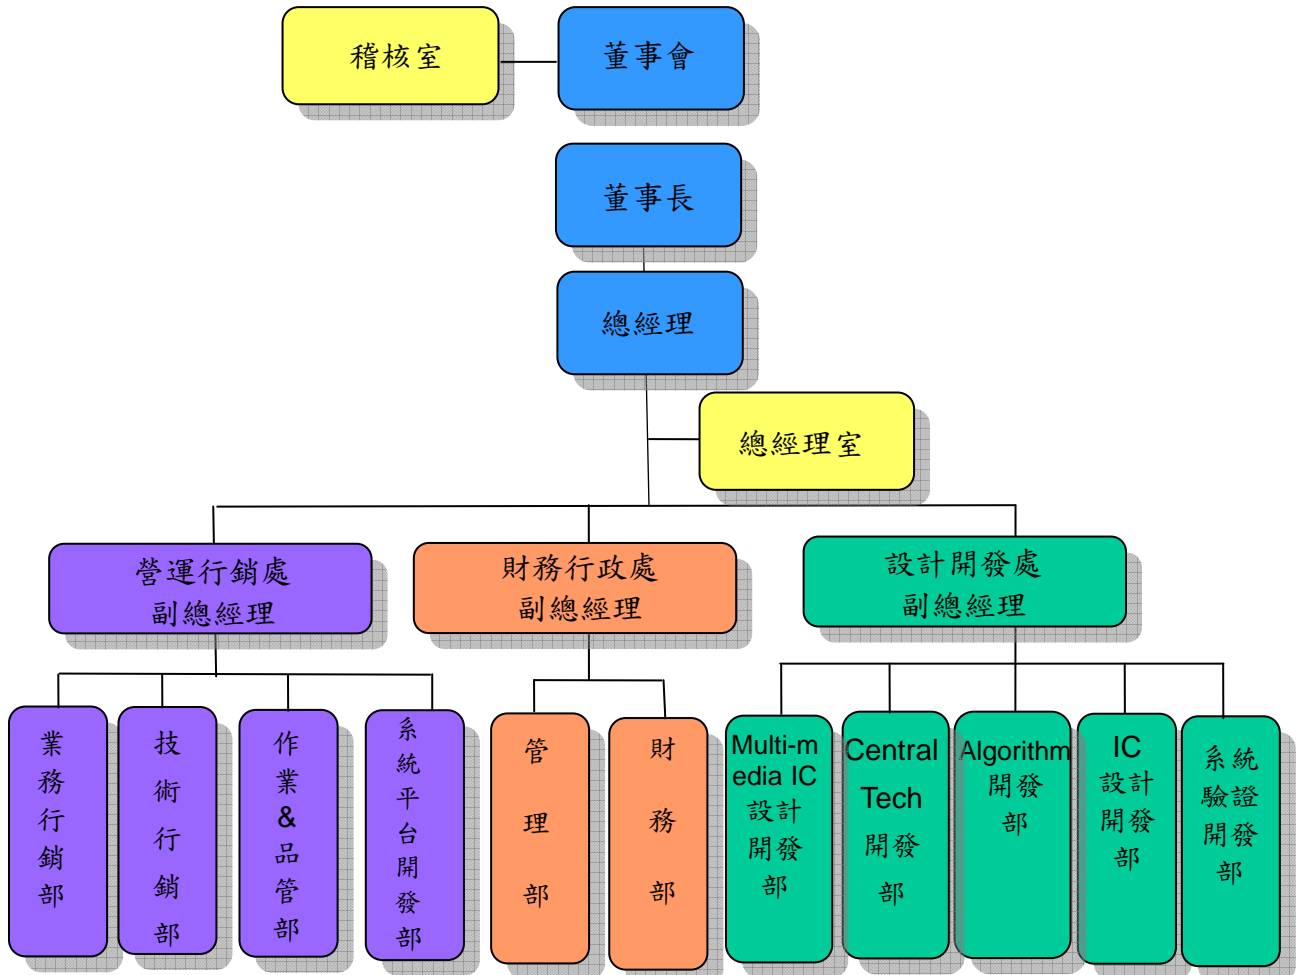 稽核室
董事會
董事長
總經理
總經理室
營運行銷處
副總經理
財務行政處
副總經理
設計開發處
副總經理
業務行銷部
技術行銷部
作業&品管部
系統平台開發部
管理部
財務部
Multi-m
edia IC
設計
開發
部
Central
Tech
開發
部
Algorithm
開發
部
IC
設計
開發
部
系統
驗證
開發
部